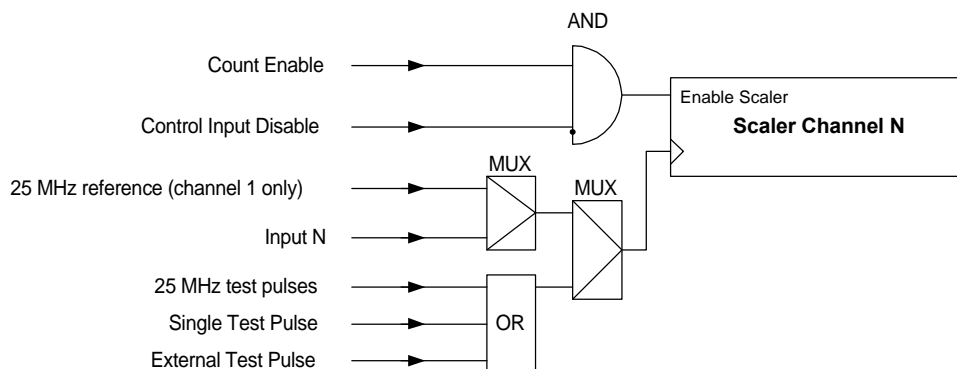 AND
Count Enable
Enable Scaler
Scaler Channel N
Control Input Disable
MUX
25 MHz reference (channel 1 only)
MUX
Input N
25 MHz test pulses
Single Test Pulse
OR
External Test Pulse